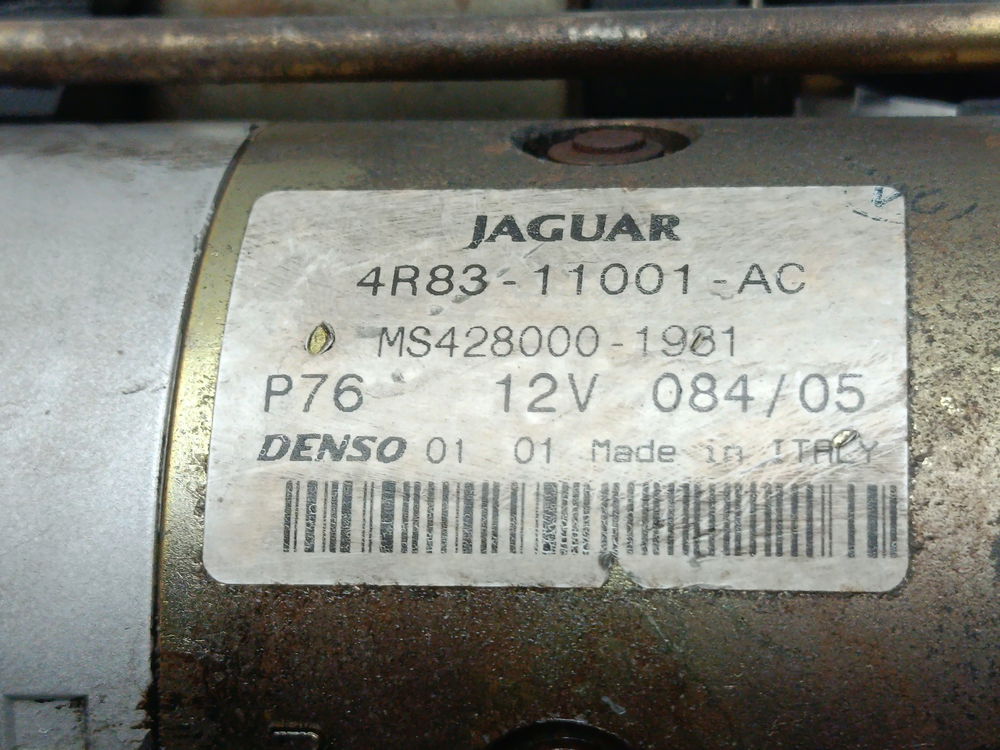 JAGUAR
4R83-11001-AC
MS428000-1981
P76 12V 084/05
DENSO 01 01 Made in ITALY